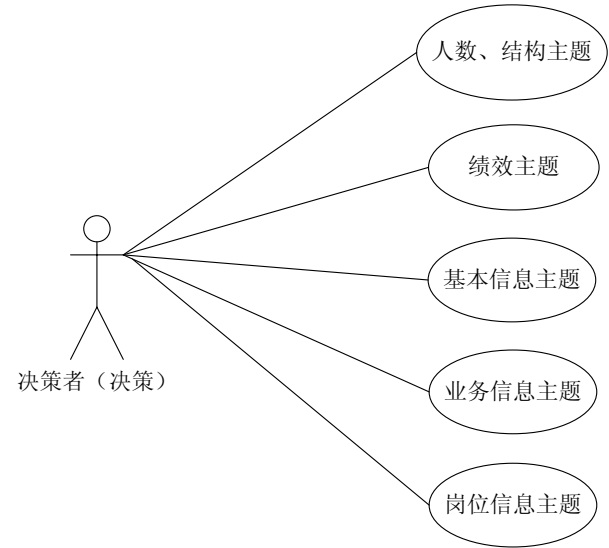 人数、结构主题
绩效主题
基本信息主题
业务信息主题
岗位信息主题
决策者（决策）